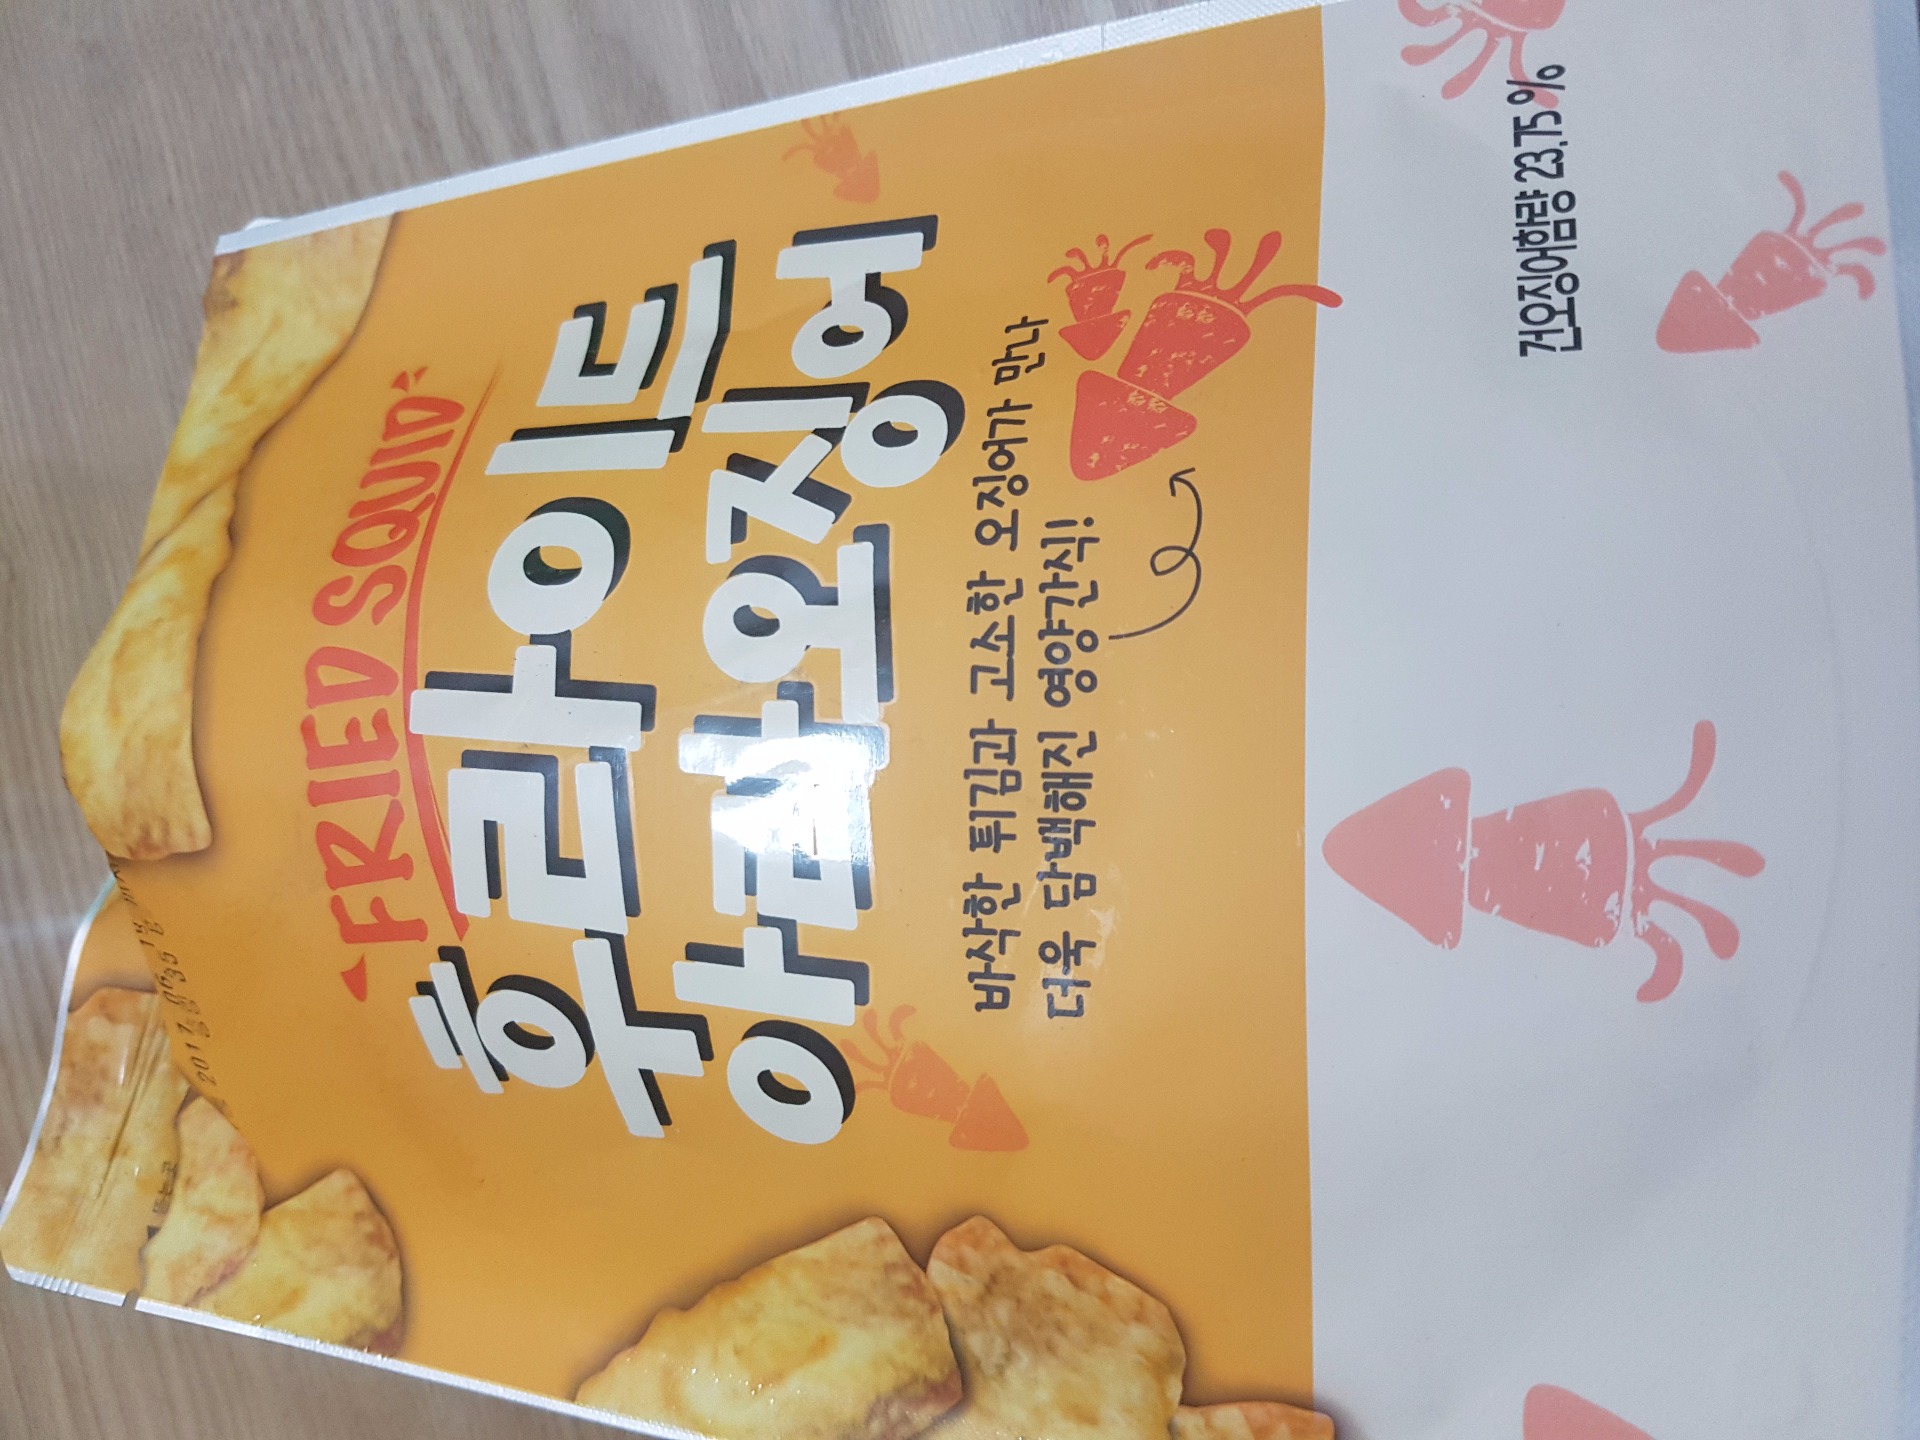 FRIED SQUID
후라이드
아라오징어
바삭한 튀김과 고소한 오징어가 만나
더욱 담백해진 영양간식!
건오징어함량 23.75%